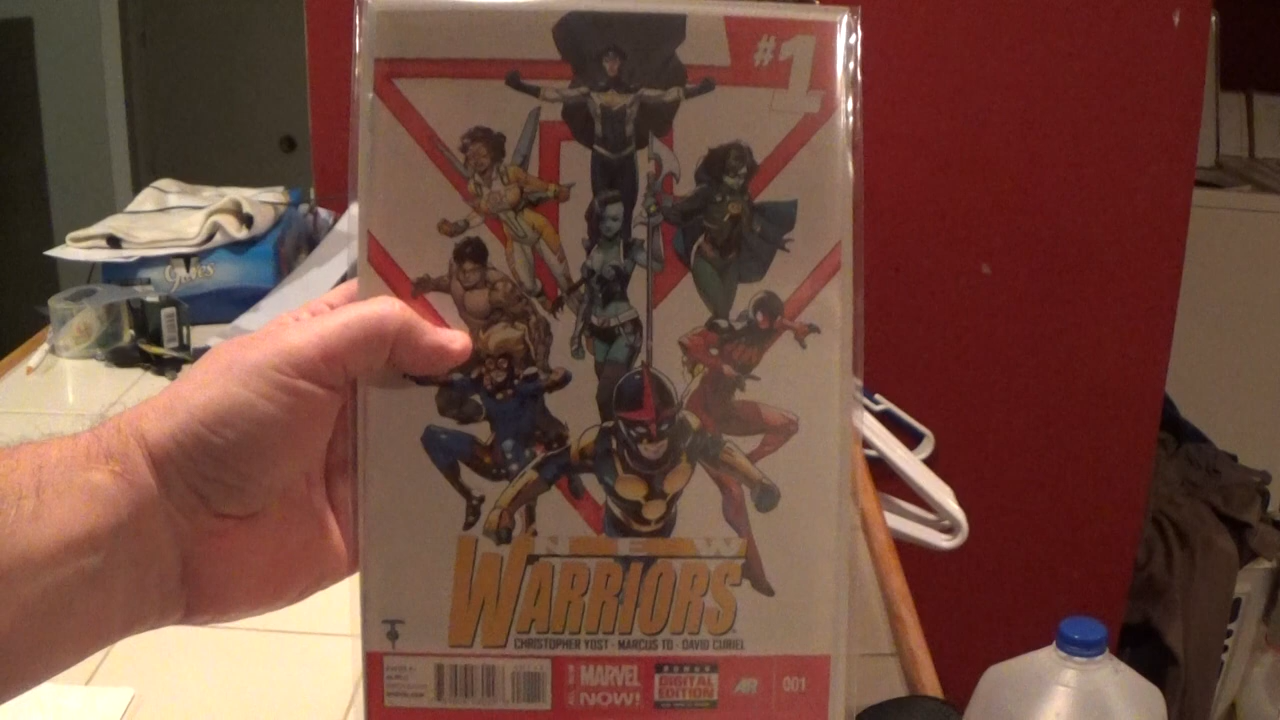 #1
NEW
WARRIORS
CHRISTOPHER YOST · MARCUS TO · DAVID CURIEL
MARVEL
NOW!
DIGITAL
EDITION
AR
001